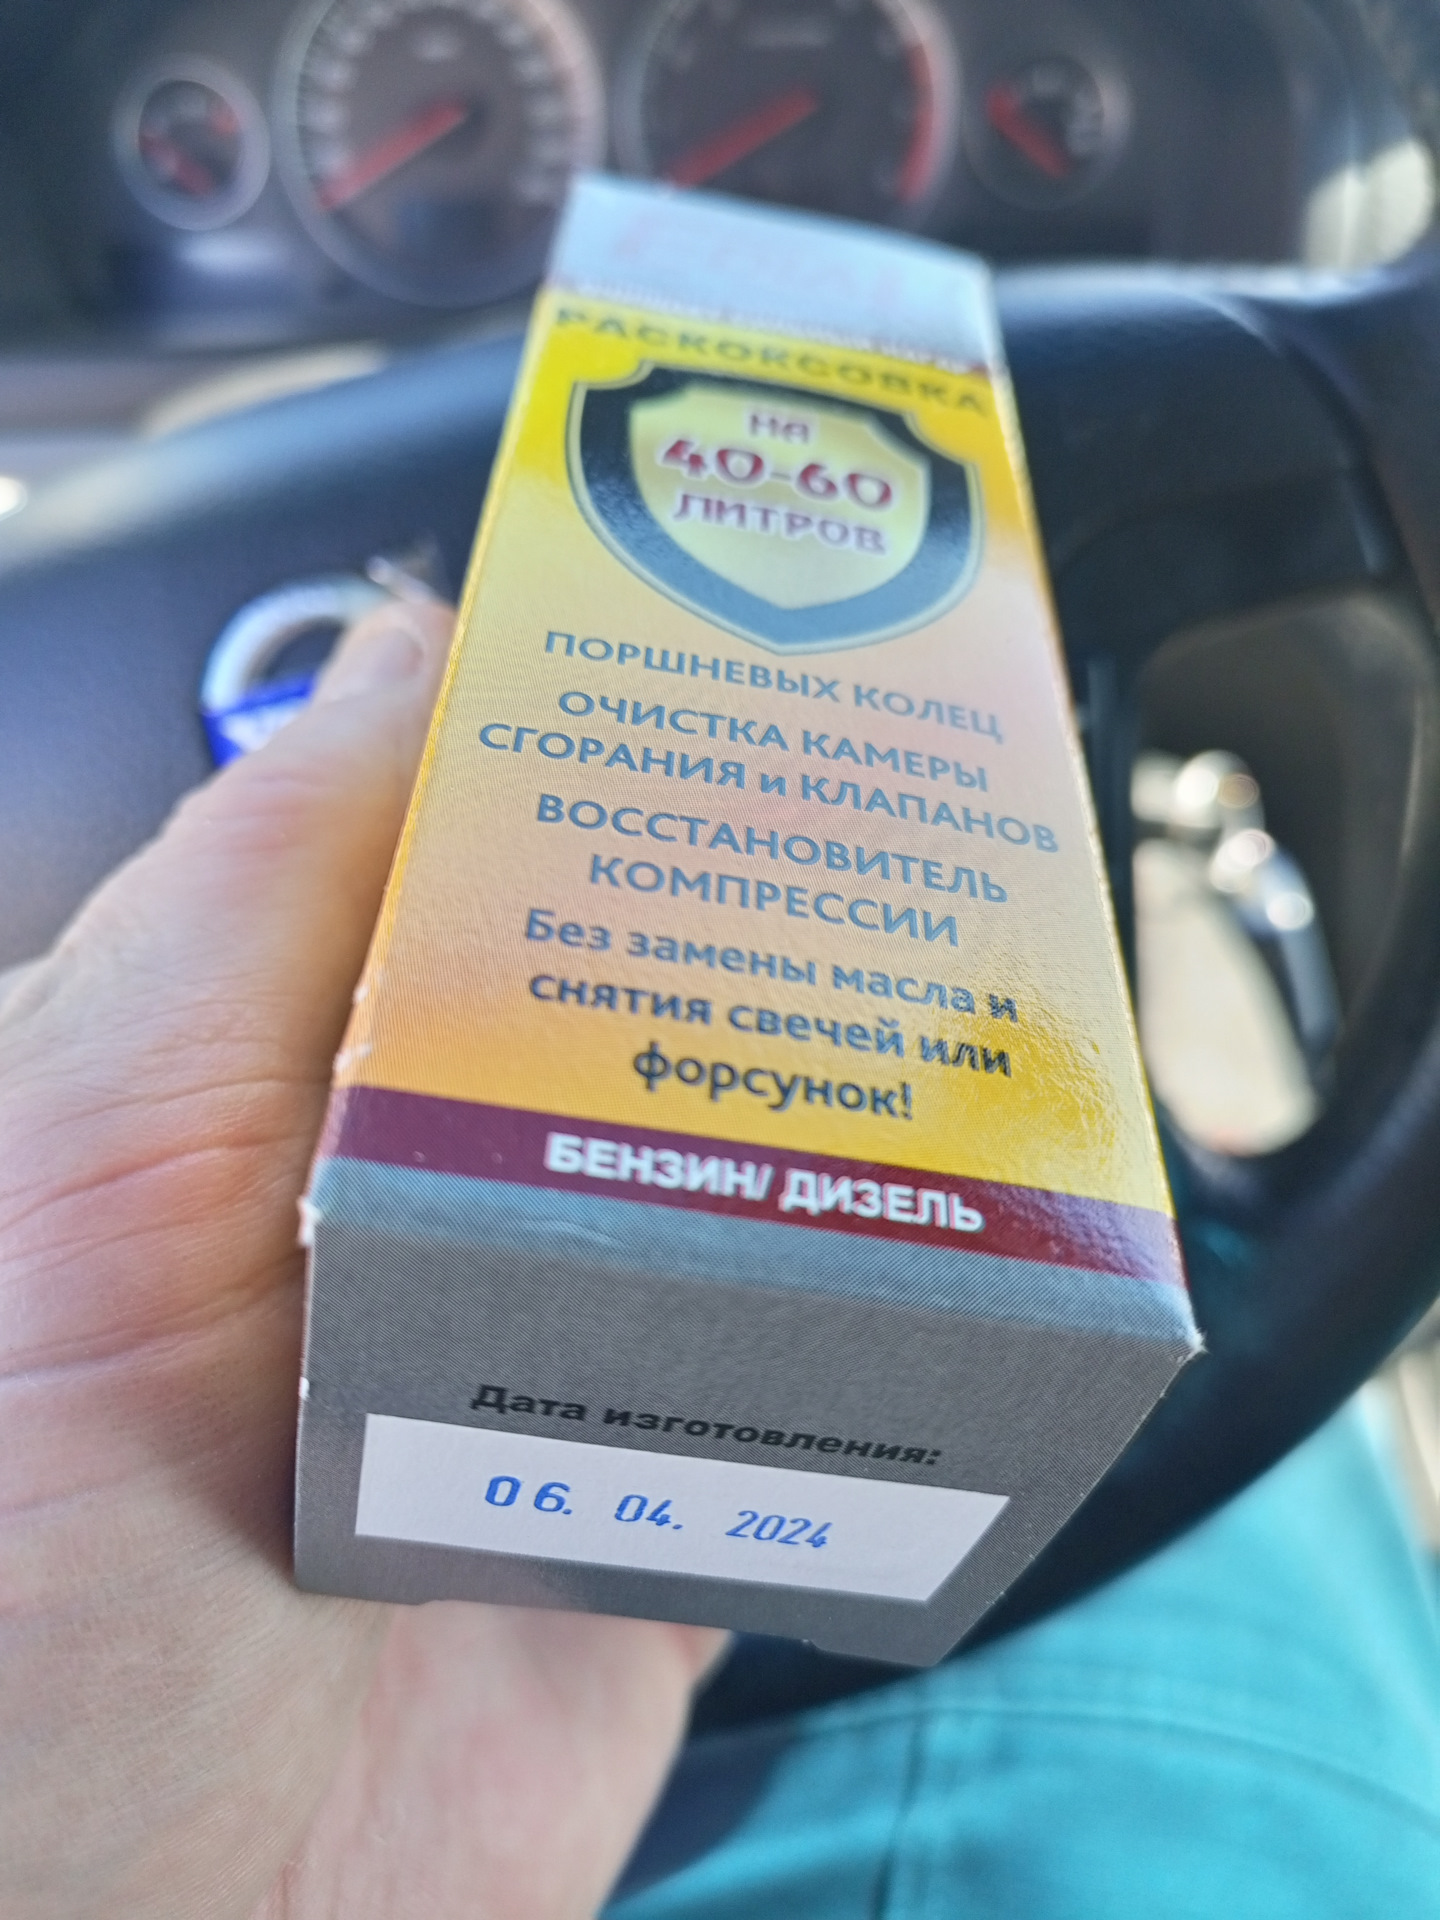 РАСКОКСОВКА
НА
40-60
ЛИТРОВ
ПОРШНЕВЫХ КОЛЕЦ
ОЧИСТКА КАМЕРЫ
СГОРАНИЯ и КЛАПАНОВ
ВОССТАНОВИТЕЛЬ
КОМПРЕССИИ
Без замены масла и
снятия свечей или
форсунок!
БЕНЗИН/ ДИЗЕЛЬ
Дата изготовления:
06. 04. 2024